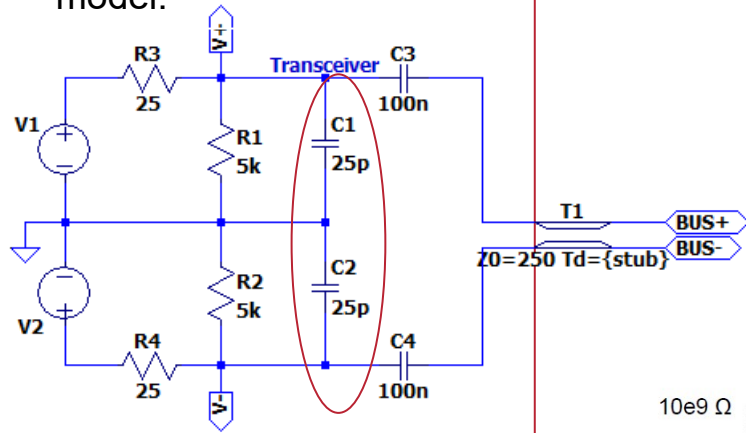 model.
V+
R3
Transceiver
C3
25
100n
V1
R1
5k
C1
25p
T1
BUS+
BUS-
Z0=250 Td={stub}
R2
5k
C2
25p
V2
R4
25
C4
100n
V-
10e9 Ω